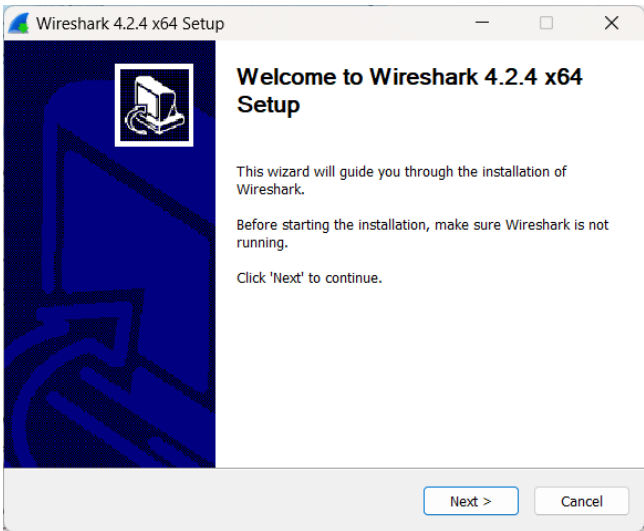 Wireshark 4.2.4 x64 Setup
Welcome to Wireshark 4.2.4 x64
Setup
This wizard will guide you through the installation of
Wireshark.
Before starting the installation, make sure Wireshark is not
running.
Click 'Next' to continue.
Next >
Cancel